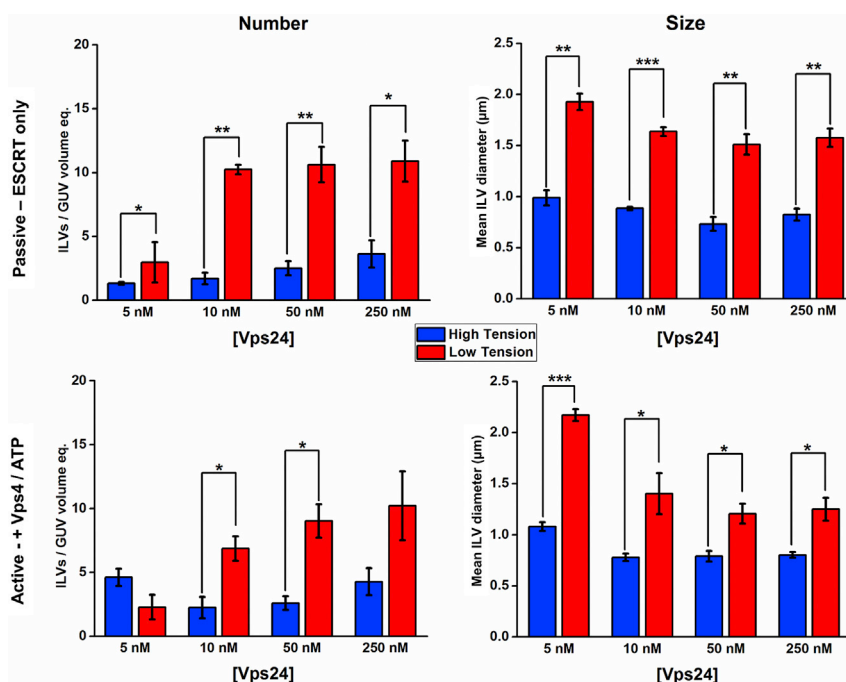 Number
Size
Passive – ESCRT only
ILVs / GUV volume eq.
20
15
10
5
0
*
**
**
*
5 nM
10 nM
50 nM
250 nM
[Vps24]
Mean ILV diameter (µm)
2.5
2.0
1.5
1.0
0.5
0.0
**
***
**
**
5 nM
10 nM
50 nM
250 nM
[Vps24]
High Tension
Low Tension
Active - + Vps4 / ATP
ILVs / GUV volume eq.
20
15
10
5
0
*
*
5 nM
10 nM
50 nM
250 nM
[Vps24]
Mean ILV diameter (µm)
2.5
2.0
1.5
1.0
0.5
0.0
***
*
*
*
5 nM
10 nM
50 nM
250 nM
[Vps24]